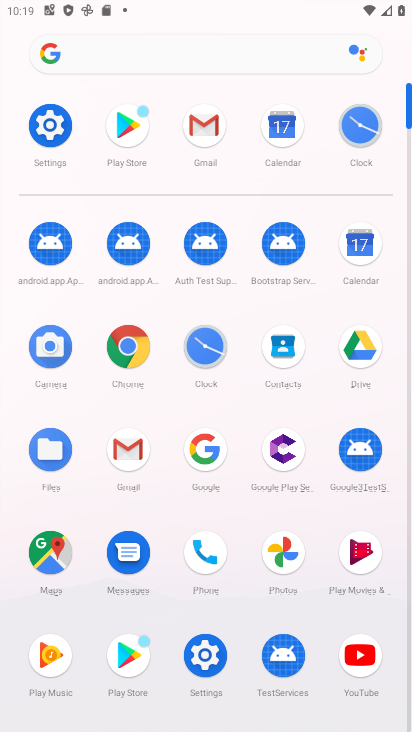 10:19
Settings Play Store Gmail Calendar Clock
17
android.app.Ap... android.app.A... Auth Test Sup... Bootstrap Serv... Calendar
17
Camera Chrome Clock Contacts Drive
Files Gmail Google Google Play Se... Google3TestS...
Maps Messages Phone Photos Play Movies & ...
Play Music Play Store Settings TestServices YouTube